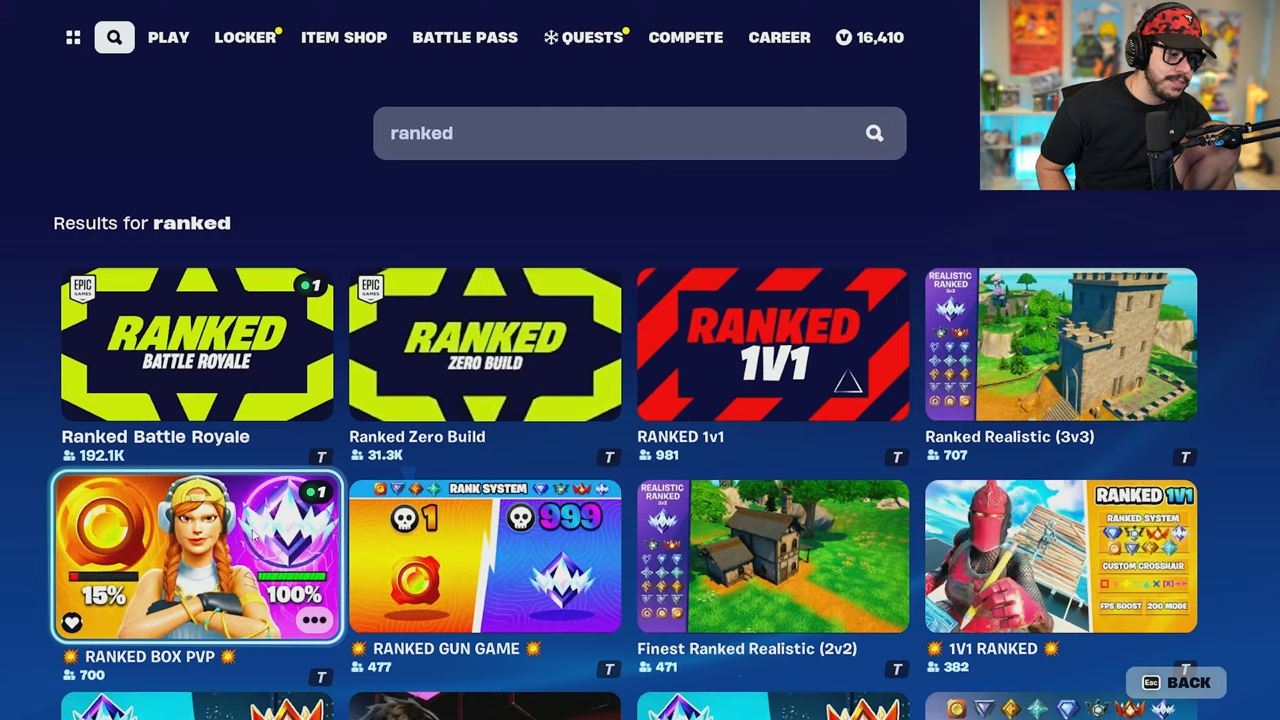 PLAY LOCKER ITEM SHOP BATTLE PASS QUESTS COMPETE CAREER V 16,410
ranked
Results for ranked
EPIC GAMES
1
RANKED
BATTLE ROYALE
EPIC GAMES
RANKED
ZERO BUILD
RANKED
1V1
REALISTIC
RANKED
3v3
Ranked Battle Royale
192.1K T
Ranked Zero Build
31.3K T
RANKED 1v1
981 T
Ranked Realistic (3v3)
707 T
1
15%
100%
RANK SYSTEM
1
999
REALISTIC
RANKED
2v2
RANKED 1V1
RANKED SYSTEM
CUSTOM CROSSHAIR
FPS BOOST 200 MODE
RANKED BOX PVP
700 T
RANKED GUN GAME
477 T
Finest Ranked Realistic (2v2)
471 T
1V1 RANKED
382 T
Esc BACK